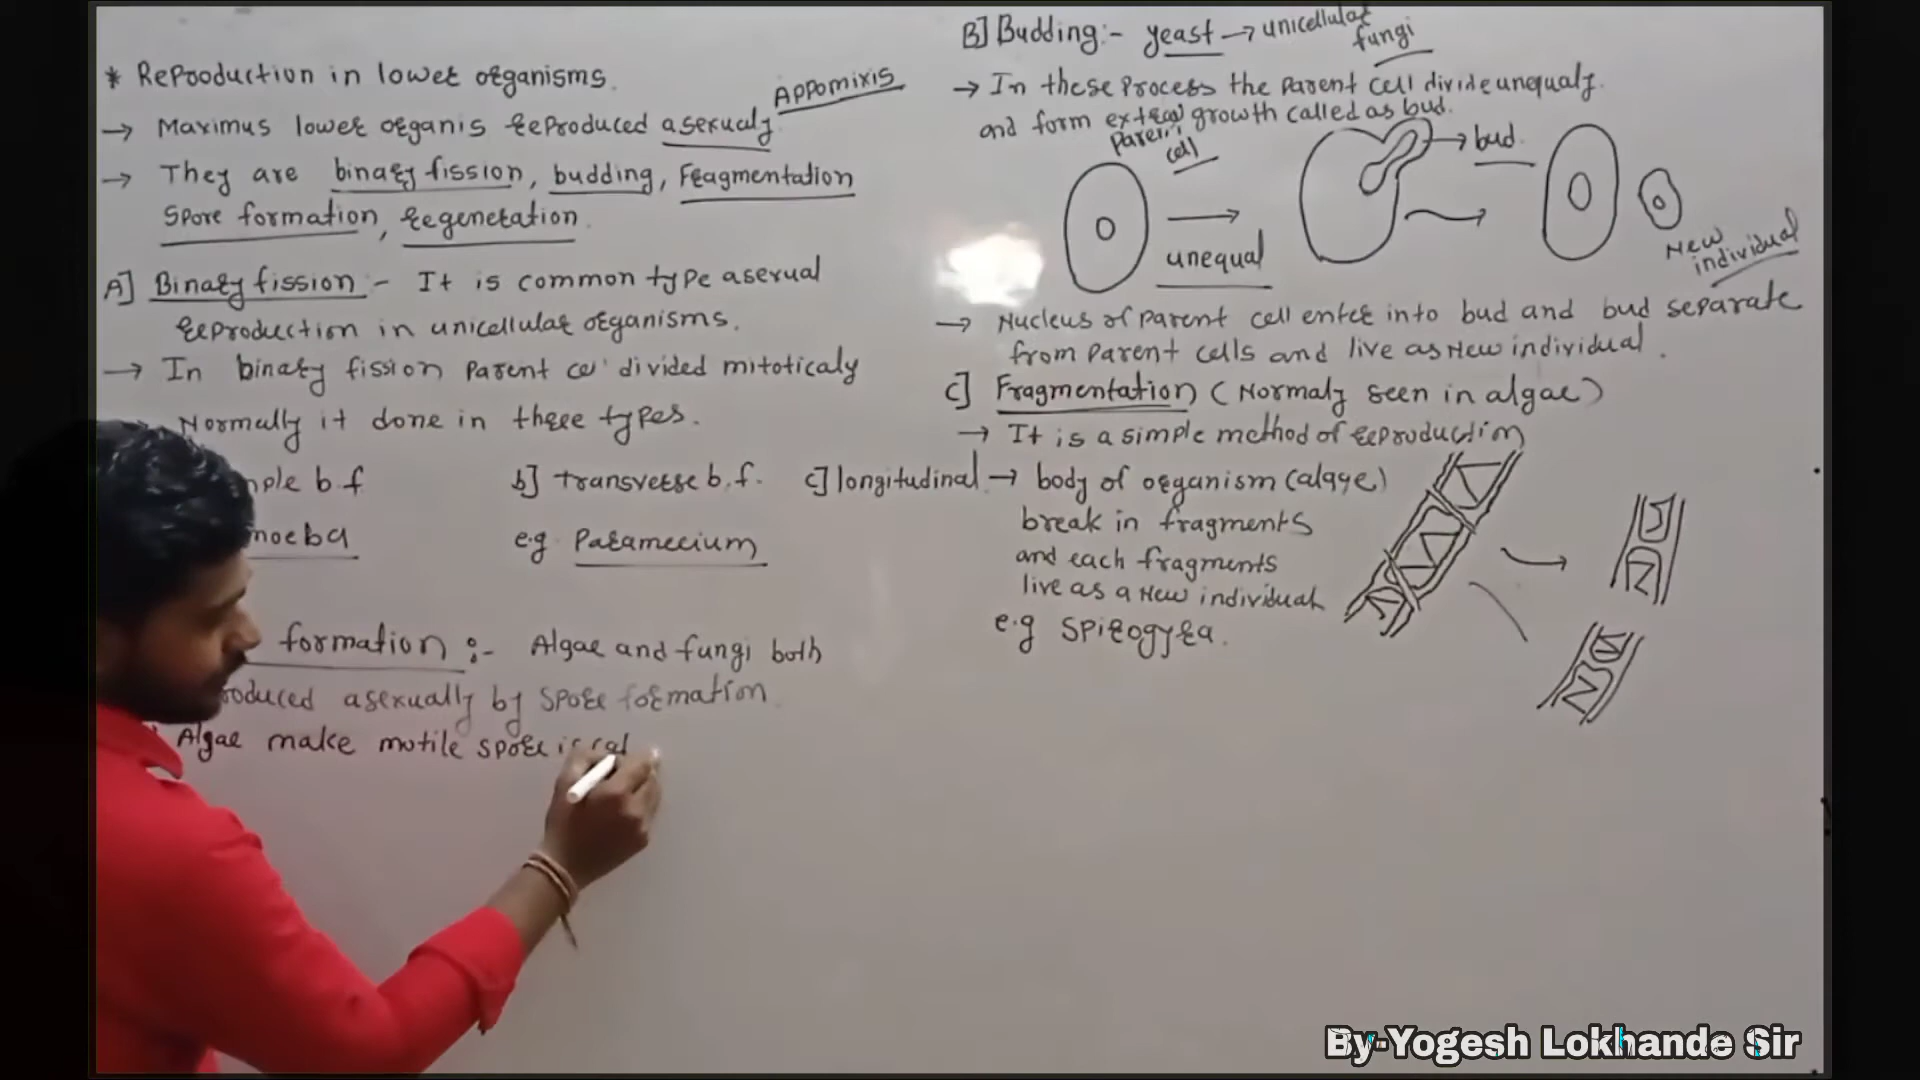 * Repooduction in lower organisms.
Appomixis
→ Maximus lower organis reproduced asexualy
→ They are binary fission, budding, Fragmentation
Spore formation, regeneration.
A] Binary fission :- It is common type asexual
reproduction in unicellular organisms.
→ In binary fission Parent ce divided mitoticaly
Normally it done in three types.
mple b.f b] transverse b.f. c] longitudinal
moeba e.g. Paramecium
formation :- Algae and fungi both
roduced asexually by spore formation.
Algae make motile spore is cal
B] Budding :- yeast → unicellular
fungi
→ In these Process the Parent cell divide unequaly.
and form extra growth called as bud.
Parent
cell
→ bud.
unequal
New
individual
→ Nucleus of Parent cell enter into bud and bud separate
from Parent cells and live as New individual.
C] Fragmentation (Normaly seen in algae)
→ It is a simple method of reproduction
→ body of organism (algae)
break in fragments
and each fragments
live as a New individual
e.g Spirogyra.
By-Yogesh Lokhande Sir